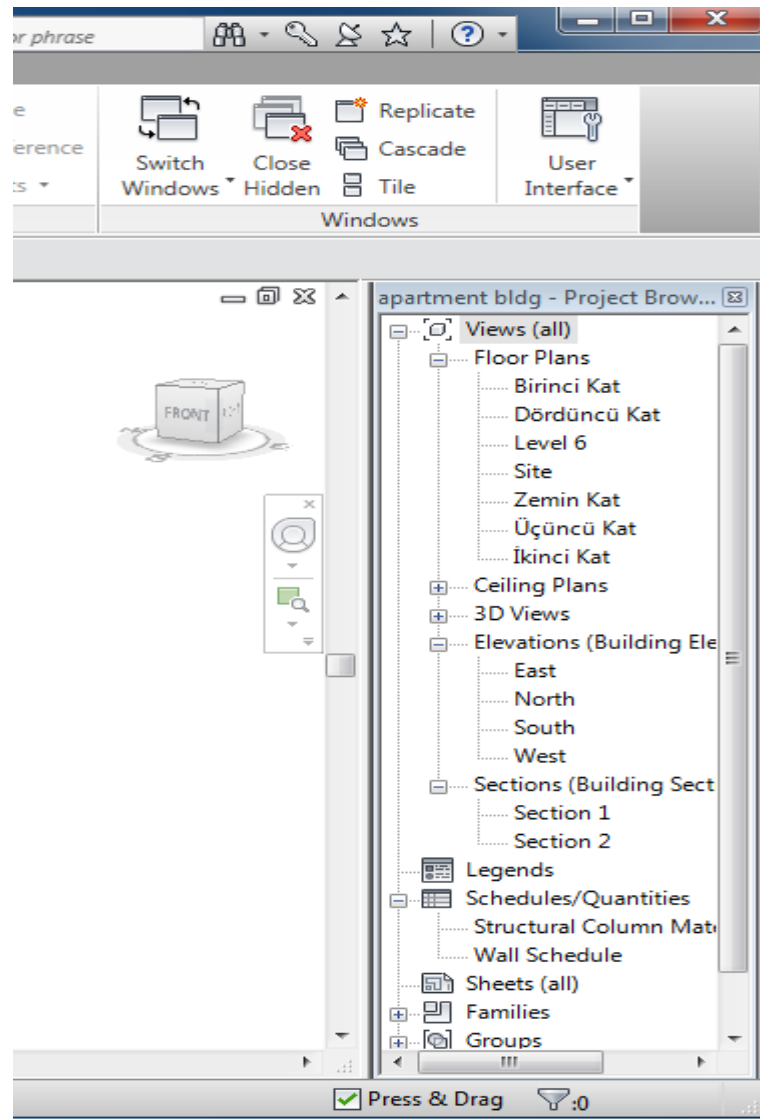 or phrase
e
erence
ts
Switch
Windows
Close
Hidden
Replicate
Cascade
Tile
User
Interface
Windows
apartment bldg - Project Brow...
Views (all)
Floor Plans
Birinci Kat
Dördüncü Kat
Level 6
Site
Zemin Kat
Üçüncü Kat
İkinci Kat
Ceiling Plans
3D Views
Elevations (Building Ele
East
North
South
West
Sections (Building Sect
Section 1
Section 2
Legends
Schedules/Quantities
Structural Column Mate
Wall Schedule
Sheets (all)
Families
Groups
FRONT
Press & Drag
:0